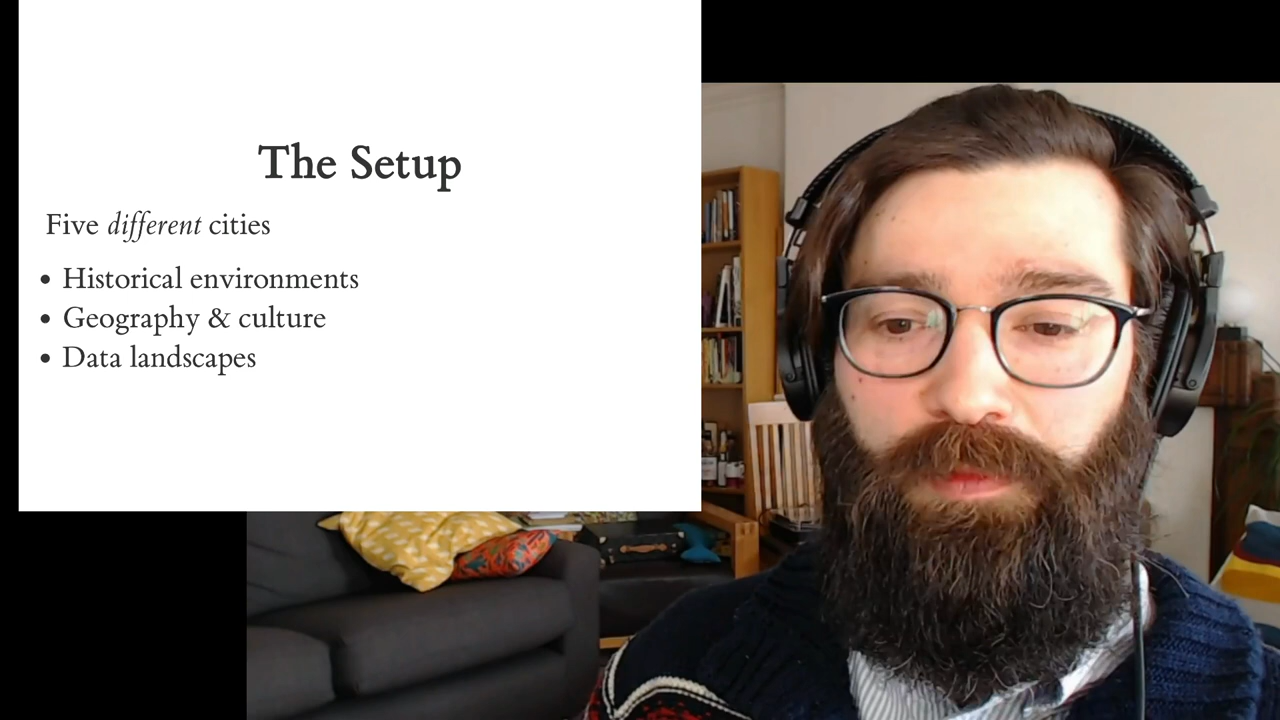 The Setup
Five different cities
• Historical environments
• Geography & culture
• Data landscapes